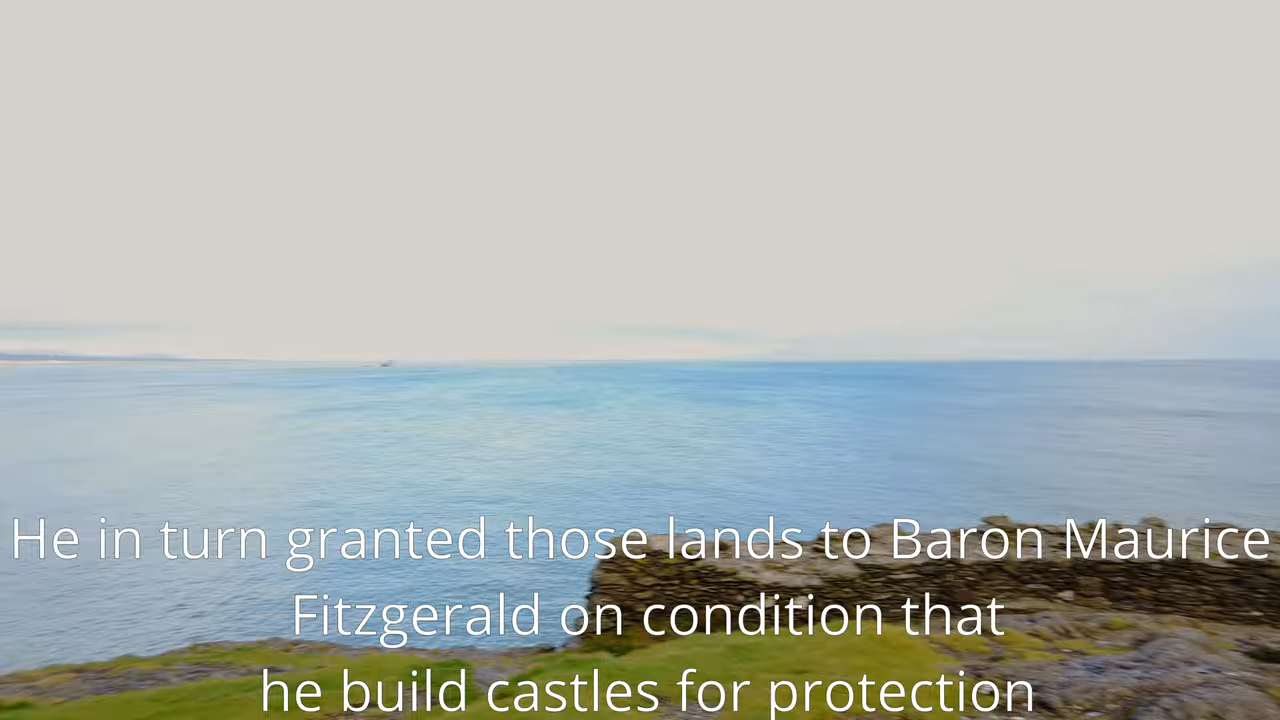 He in turn granted those lands to Baron Maurice
Fitzgerald on condition that
he build castles for protection